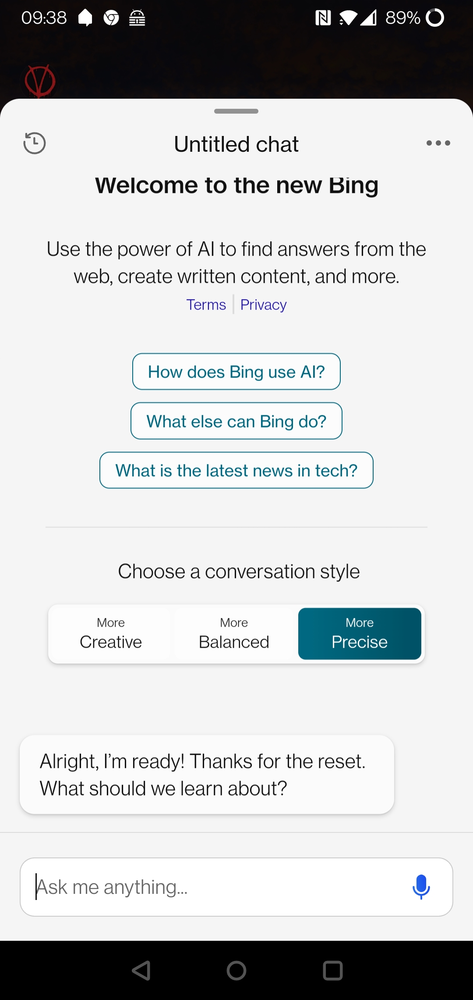 09:38
89%
Untitled chat
Welcome to the new Bing
Use the power of AI to find answers from the
web, create written content, and more.
Terms | Privacy
How does Bing use AI?
What else can Bing do?
What is the latest news in tech?
Choose a conversation style
More
Creative
More
Balanced
More
Precise
Alright, I’m ready! Thanks for the reset.
What should we learn about?
Ask me anything...